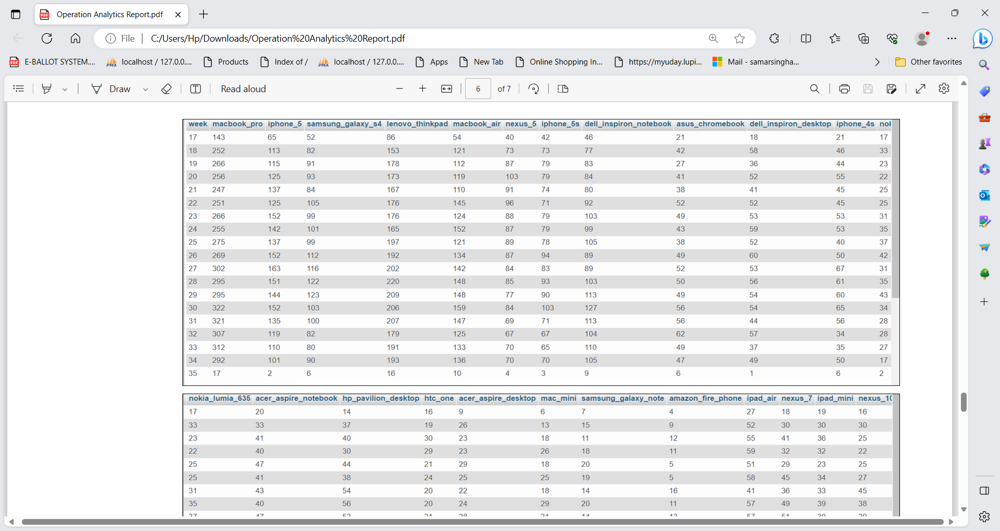 Operation Analytics Report.pdf
File C:/Users/Hp/Downloads/Operation%20Analytics%20Report.pdf
E-BALLOT SYSTEM.... localhost / 127.0.0.... Products Index of / localhost / 127.0.0.... Apps New Tab Online Shopping In... https://myuday.lupi... Mail - samarsingha... Other favorites
Draw Read aloud 6 of 7
week macbook_pro iphone_5 samsung_galaxy_s4 lenovo_thinkpad macbook_air nexus_5 iphone_5s dell_inspiron_notebook asus_chromebook dell_inspiron_desktop iphone_4s nok
17 143 65 52 86 54 40 42 46 21 18 21 17
18 252 113 82 153 121 73 73 77 42 58 46 33
19 266 115 91 178 112 87 79 83 27 36 44 23
20 256 125 93 173 119 103 79 84 41 52 55 22
21 247 137 84 167 110 91 74 80 38 41 45 25
22 251 125 105 176 145 96 71 92 52 52 45 25
23 266 152 99 176 124 88 79 103 49 53 53 31
24 255 142 101 165 152 87 79 99 43 59 53 35
25 275 137 99 197 121 89 78 105 38 52 40 37
26 269 152 112 192 134 87 94 89 49 60 50 42
27 302 163 116 202 142 84 83 89 52 53 67 31
28 295 151 122 220 148 85 93 103 50 56 61 35
29 295 144 123 209 148 77 90 113 49 54 60 43
30 322 152 103 206 159 84 103 127 56 54 65 34
31 321 135 100 207 147 69 71 113 56 44 56 28
32 307 119 82 179 125 67 67 104 62 57 34 28
33 312 110 80 191 133 70 65 110 49 37 35 27
34 292 101 90 193 136 70 70 105 47 49 50 17
35 17 2 6 16 10 4 3 9 6 1 6 2
nokia_lumia_635 acer_aspire_notebook hp_pavilion_desktop htc_one acer_aspire_desktop mac_mini samsung_galaxy_note amazon_fire_phone ipad_air nexus_7 ipad_mini nexus_10
17 20 14 16 9 6 7 4 27 18 19 16
33 33 37 19 26 13 15 9 52 30 30 30
23 41 40 30 23 18 11 12 55 41 36 25
22 40 30 29 23 26 18 11 59 32 32 22
25 47 44 21 29 18 20 5 51 29 23 25
25 41 38 24 25 25 19 5 58 45 34 27
31 43 54 20 22 18 14 16 41 36 33 45
35 40 56 20 24 29 20 11 57 49 39 38